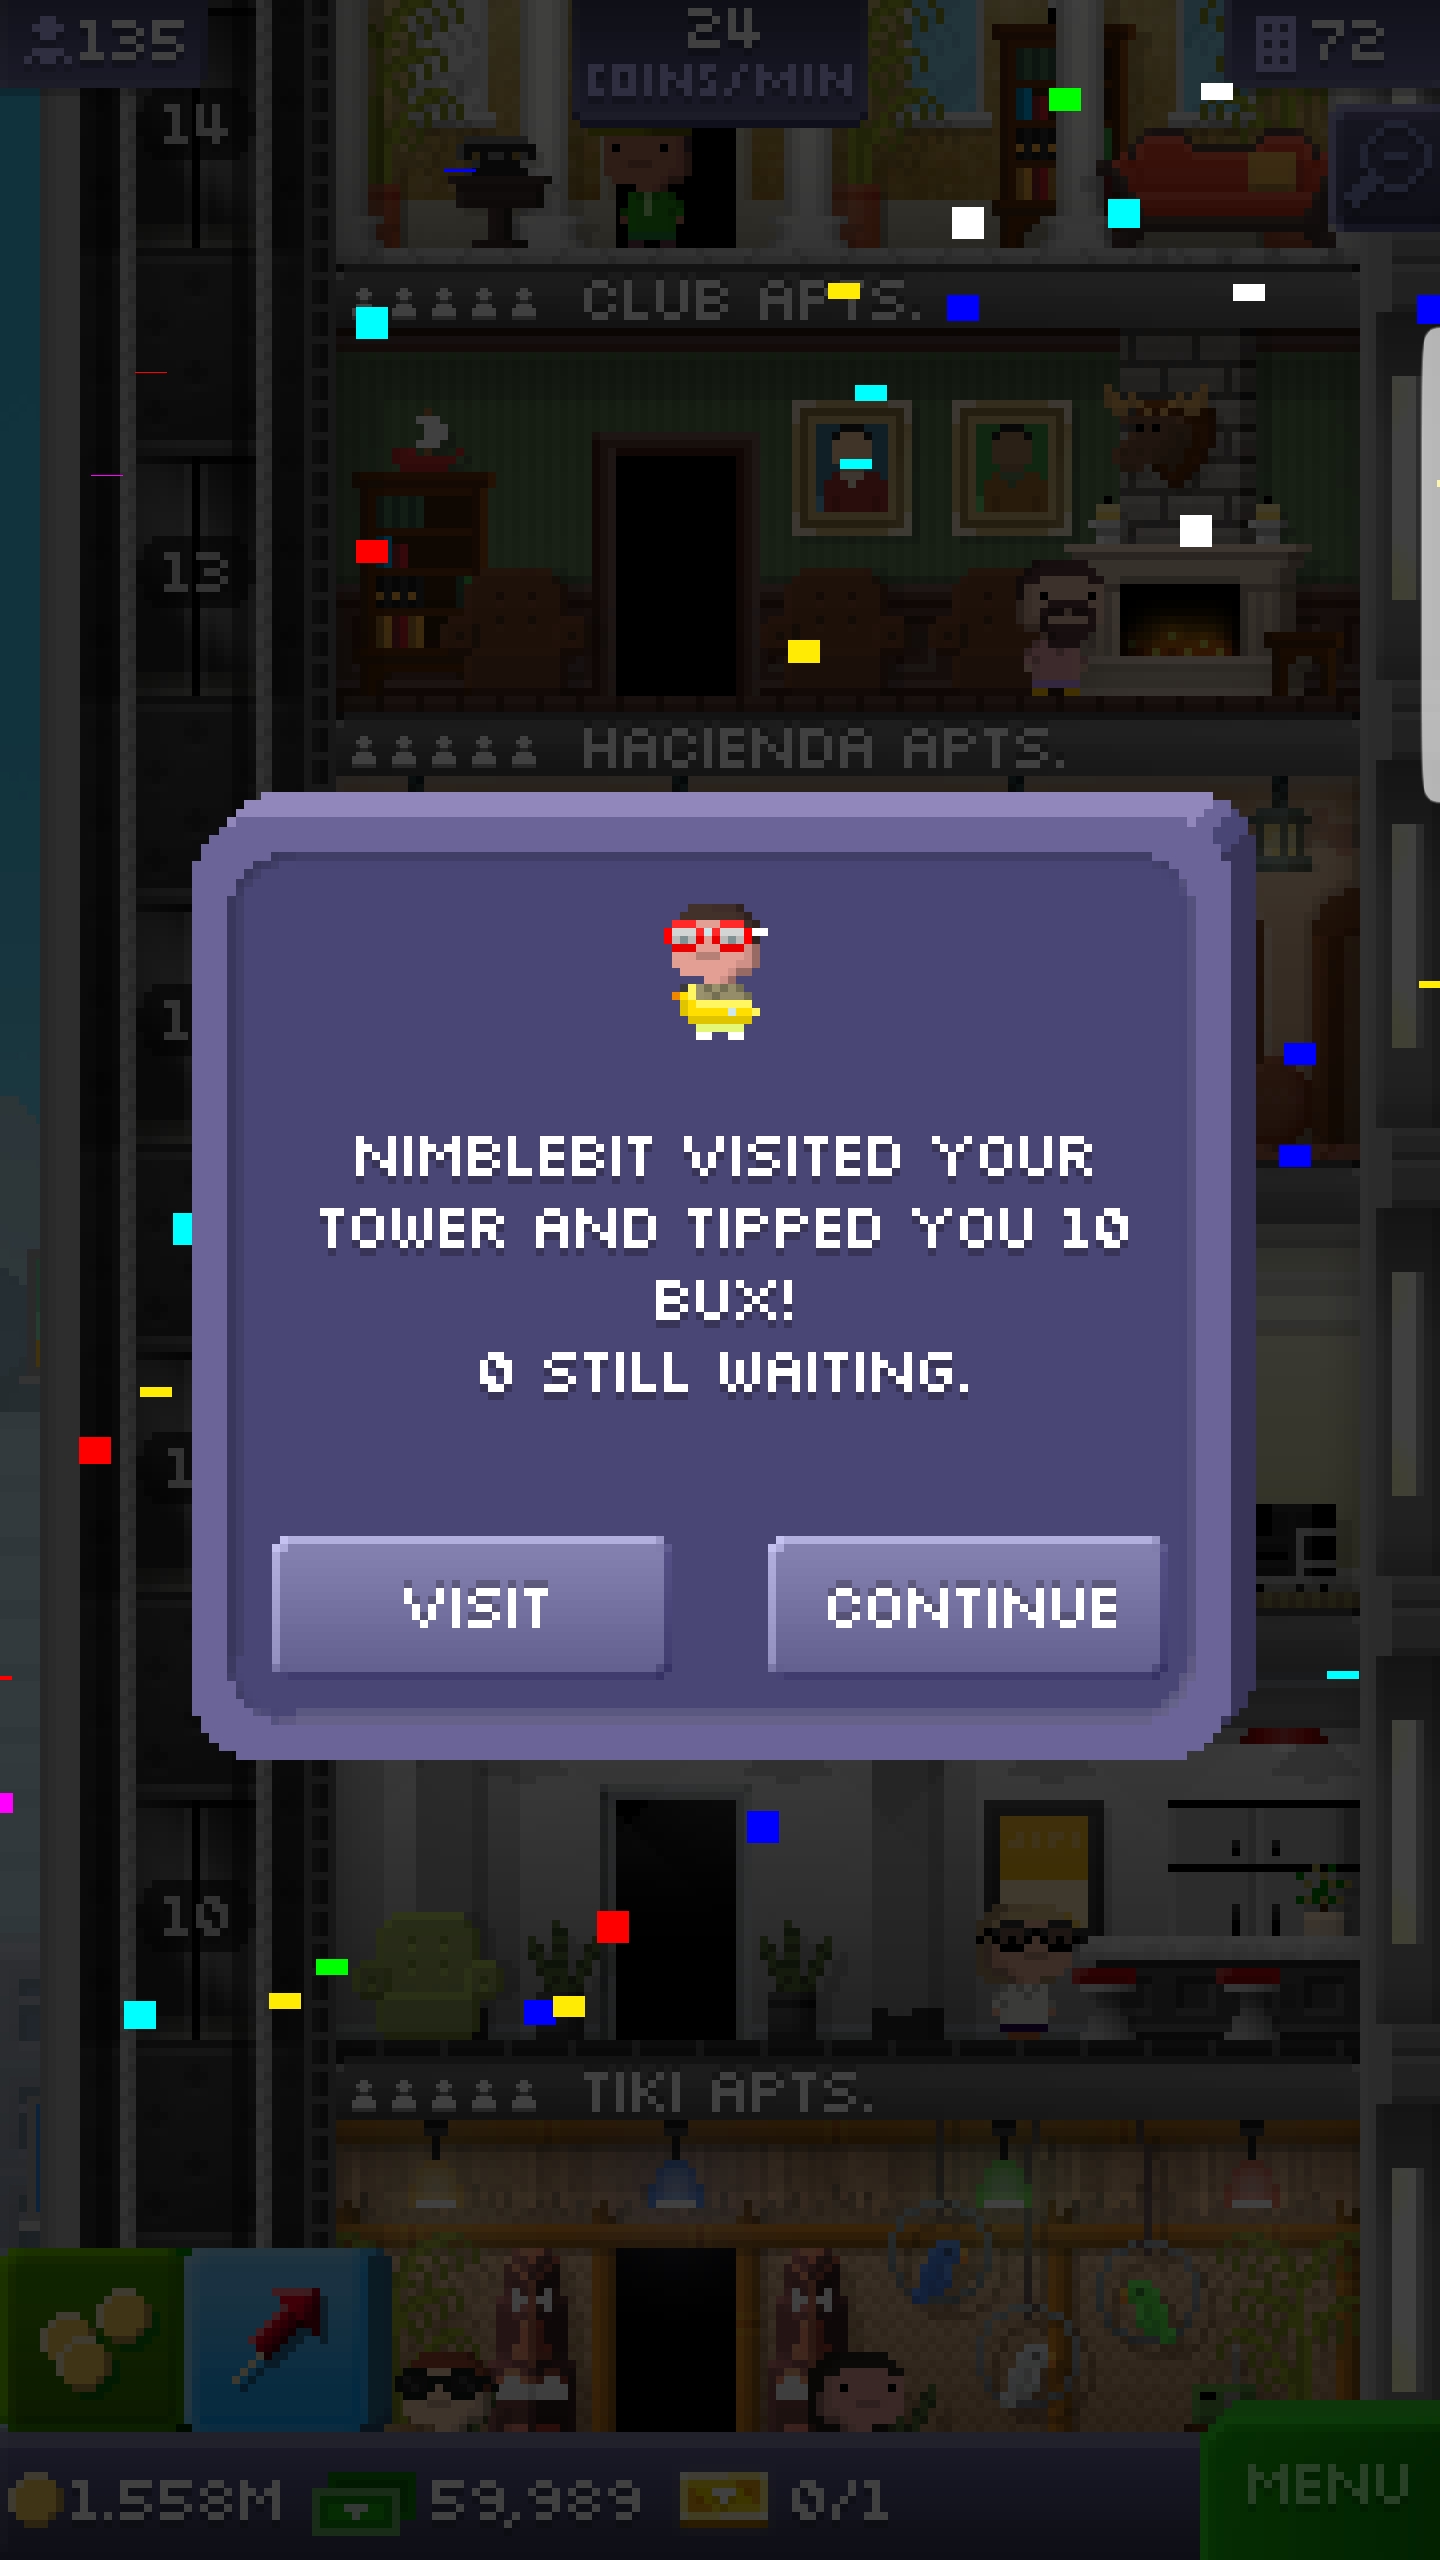 135
24
COINS/MIN
72
14
CLUB APTS.
13
HACIENDA APTS.
NIMBLEBIT VISITED YOUR
TOWER AND TIPPED YOU 10
BUX!
0 STILL WAITING.
VISIT
CONTINUE
10
TIKI APTS.
1.558M
59,989
0/1
MENU